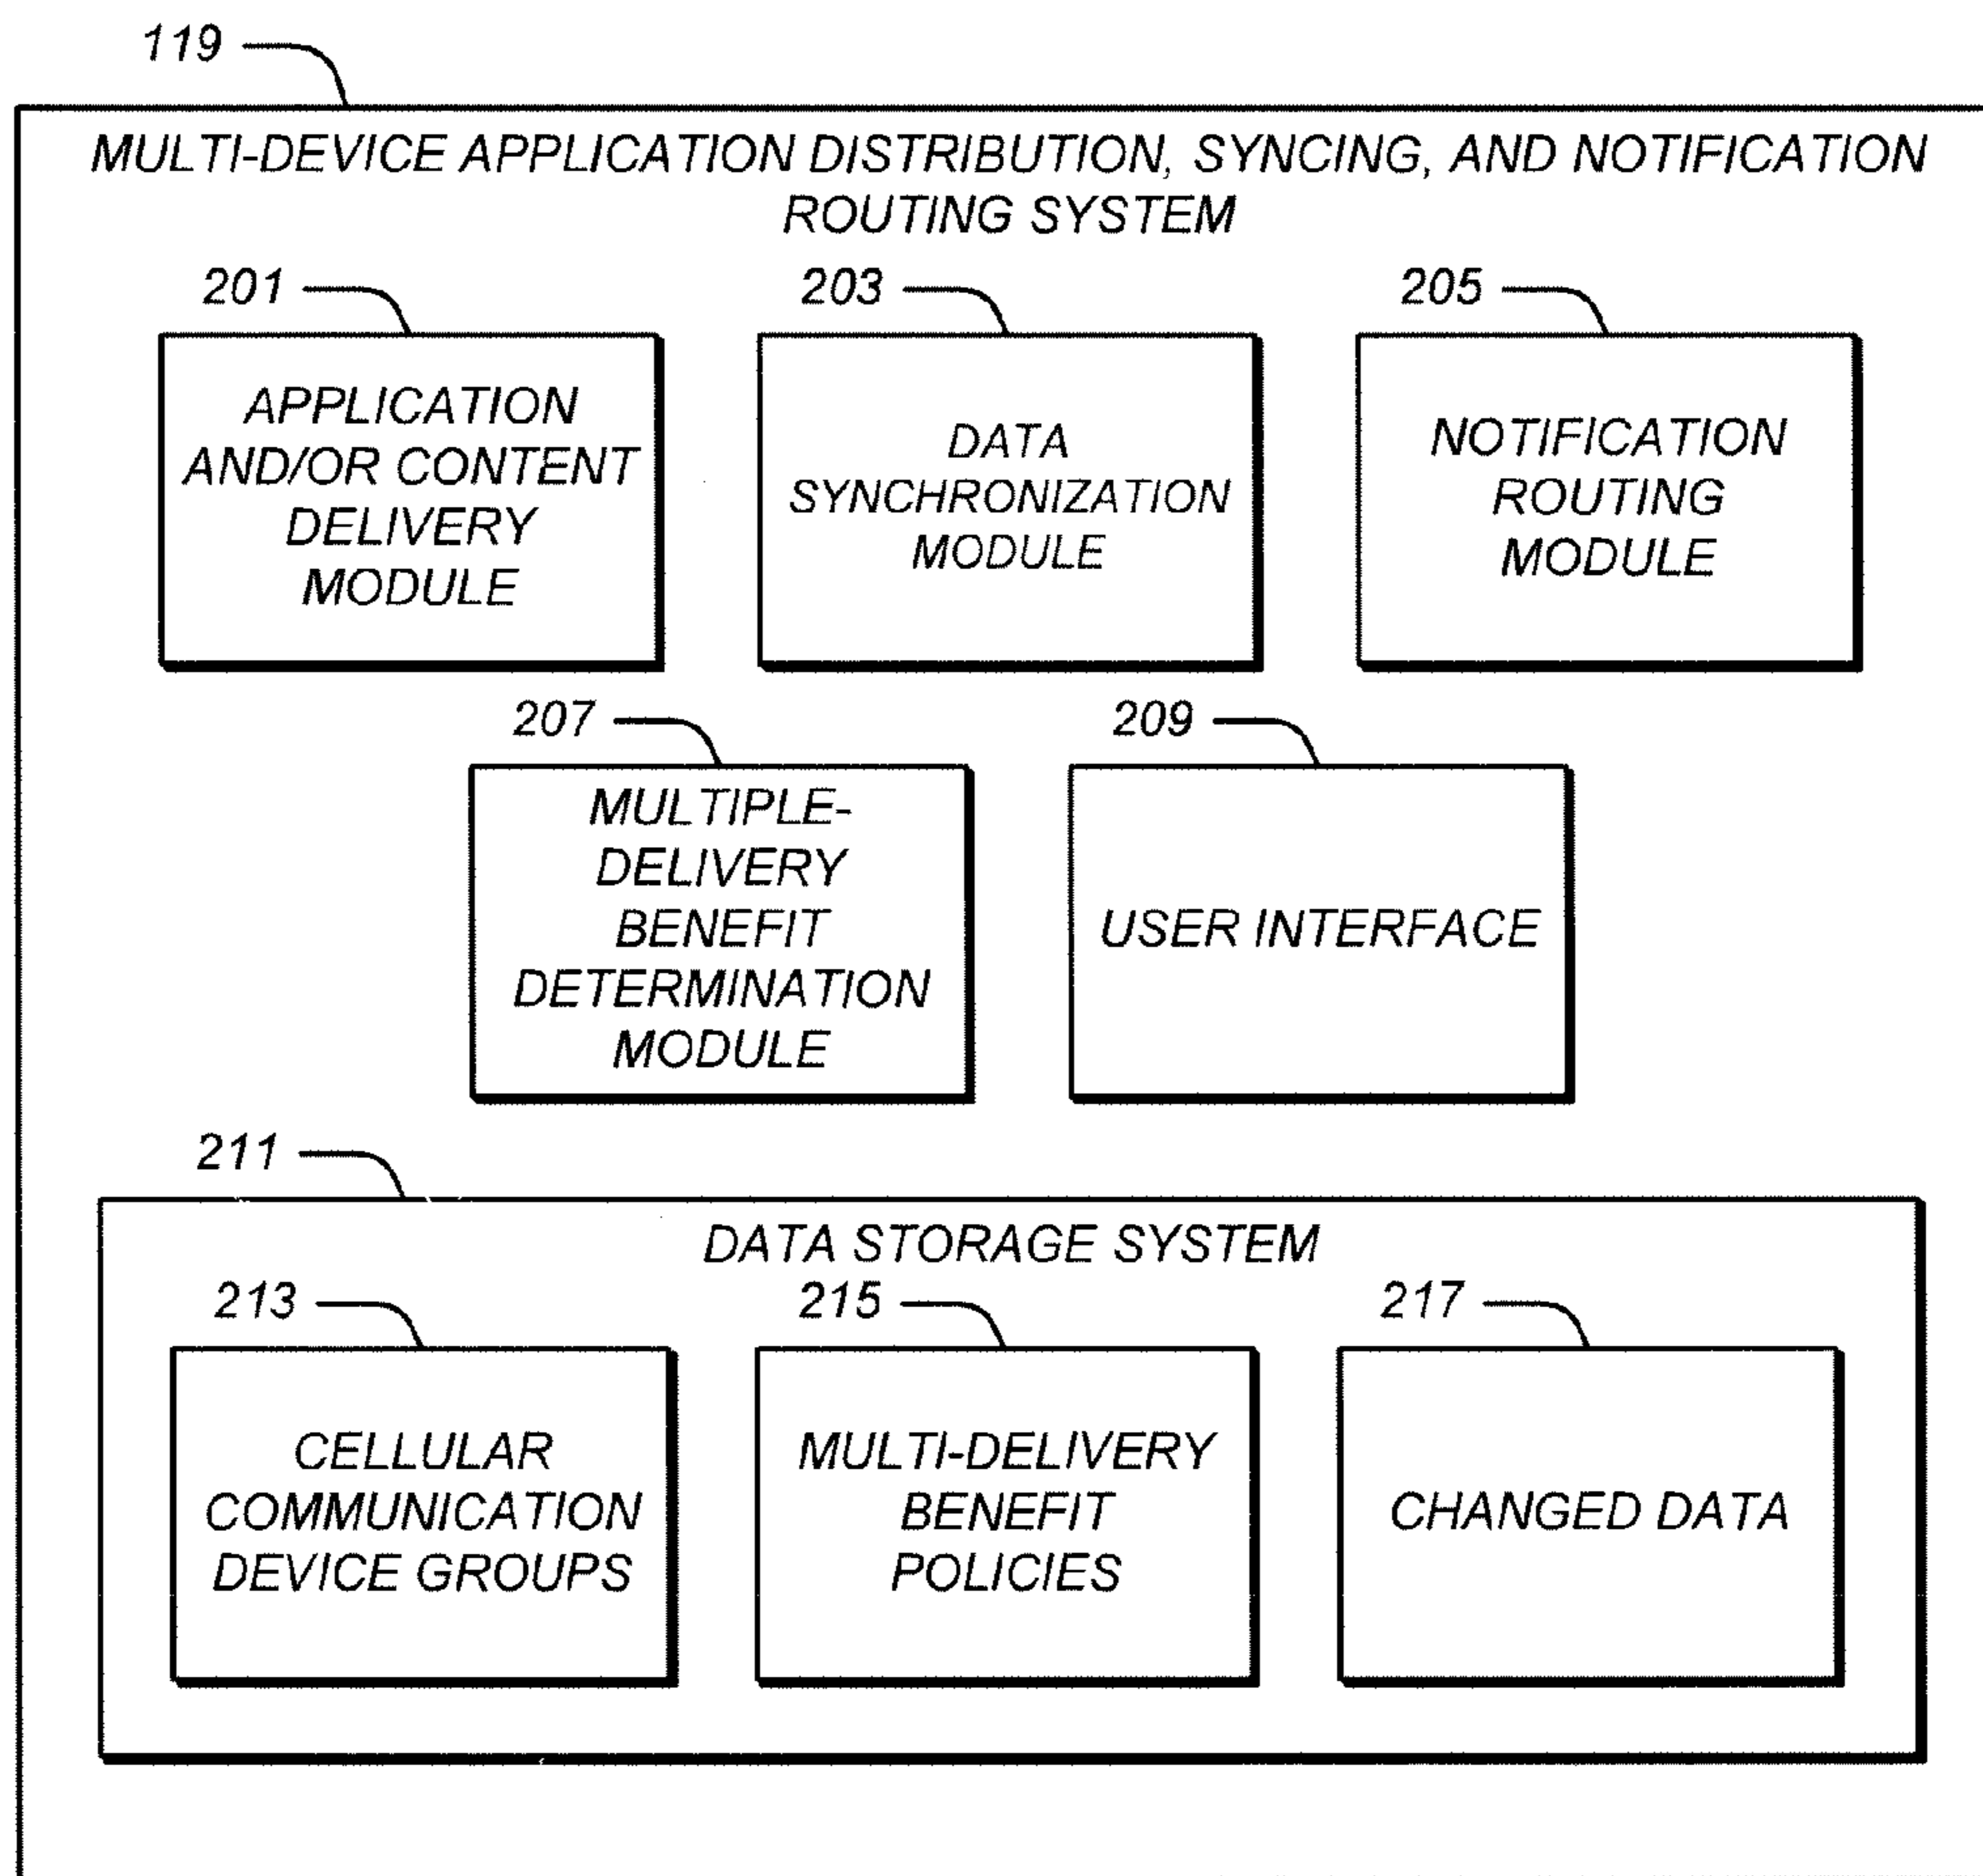 119
MULTI-DEVICE APPLICATION DISTRIBUTION, SYNCING, AND NOTIFICATION
ROUTING SYSTEM
201
203
205
APPLICATION
AND/OR CONTENT
DELIVERY
MODULE
DATA
SYNCHRONIZATION
MODULE
NOTIFICATION
ROUTING
MODULE
207
209
MULTIPLE-
DELIVERY
BENEFIT
DETERMINATION
MODULE
USER INTERFACE
211
DATA STORAGE SYSTEM
213
215
217
CELLULAR
COMMUNICATION
DEVICE GROUPS
MULTI-DELIVERY
BENEFIT
POLICIES
CHANGED DATA